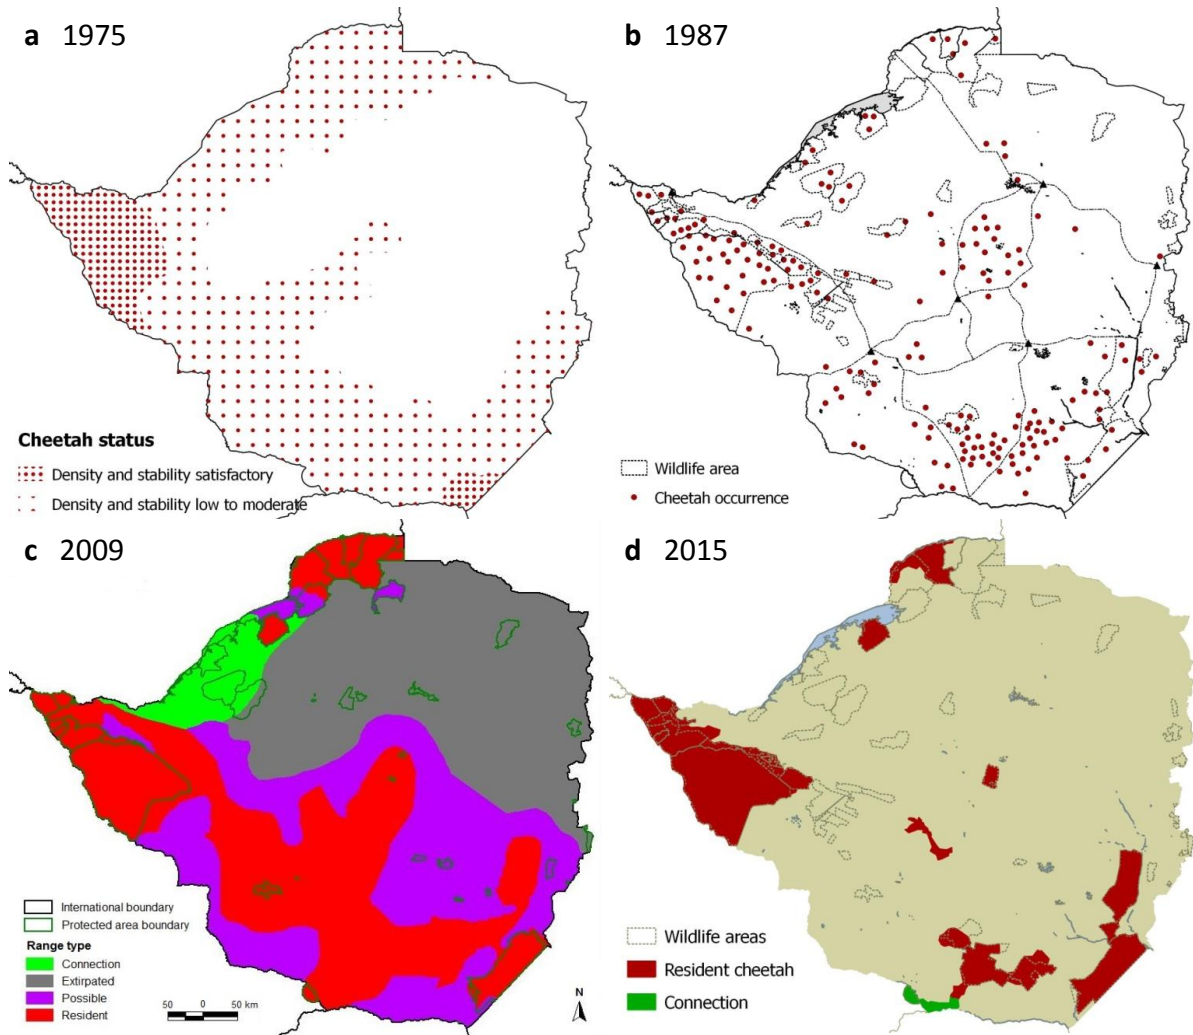 a 1975
Cheetah status
Density and stability satisfactory
Density and stability low to moderate
b 1987
Wildlife area
Cheetah occurrence
c 2009
International boundary
Protected area boundary
Range type
Connection
Extirpated
Possible
Resident
50 0 50 km
N
d 2015
Wildlife areas
Resident cheetah
Connection